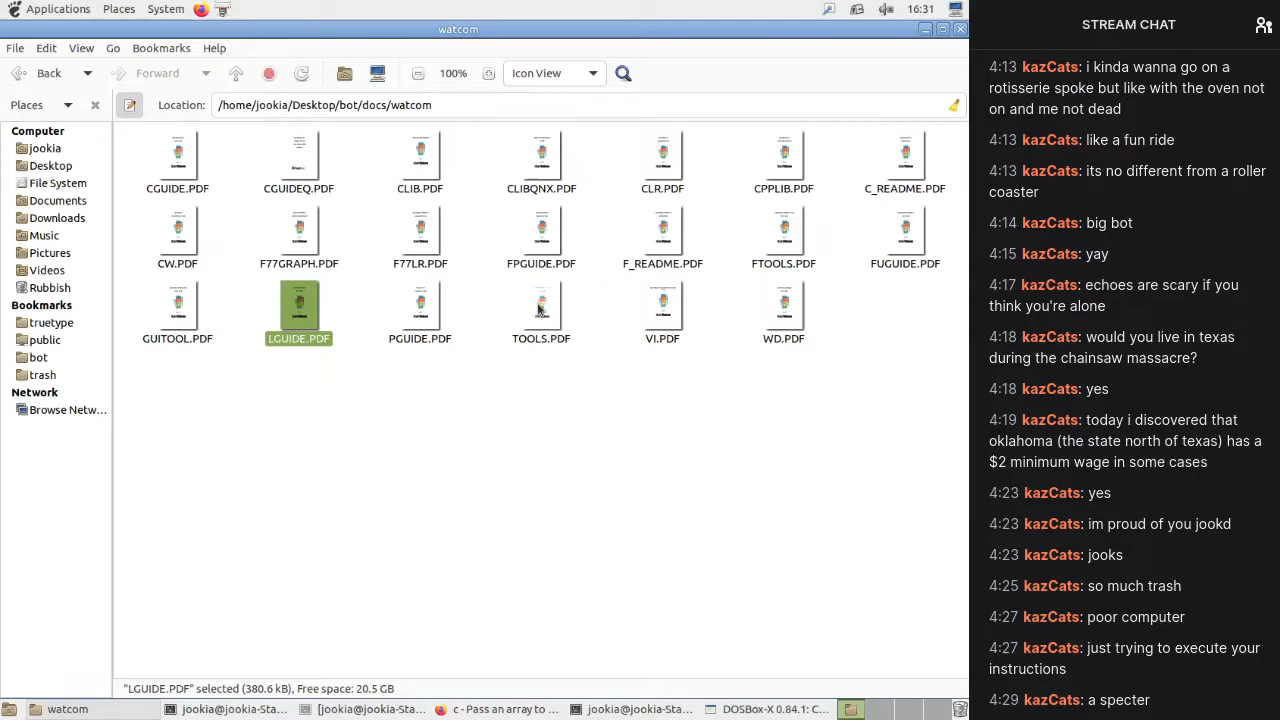 Applications Places System 16:31
watcom
File Edit View Go Bookmarks Help
Back Forward 100% Icon View
Places Location: /home/jookia/Desktop/bot/docs/watcom
Computer
jookia
Desktop
File System
Documents
Downloads
Music
Pictures
Videos
Rubbish
Bookmarks
truetype
public
bot
trash
Network
Browse Netw...
CGUIDE.PDF CGUIDEQ.PDF CLIB.PDF CLIBQNX.PDF CLR.PDF CPPLIB.PDF C_README.PDF
CW.PDF F77GRAPH.PDF F77LR.PDF FPGUIDE.PDF F_README.PDF FTOOLS.PDF FUGUIDE.PDF
GUITOOL.PDF LGUIDE.PDF PGUIDE.PDF TOOLS.PDF VI.PDF WD.PDF
"LGUIDE.PDF" selected (380.6 kB), Free space: 20.5 GB
watcom jookia@jookia-Sta... [jookia@jookia-Sta... c - Pass an array to ... jookia@jookia-Sta... DOSBox-X 0.84.1: C...
STREAM CHAT
4:13 kazCats: i kinda wanna go on a
rotisserie spoke but like with the oven not
on and me not dead
4:13 kazCats: like a fun ride
4:13 kazCats: its no different from a roller
coaster
4:14 kazCats: big bot
4:15 kazCats: yay
4:17 kazCats: echoes are scary if you
think you're alone
4:18 kazCats: would you live in texas
during the chainsaw massacre?
4:18 kazCats: yes
4:19 kazCats: today i discovered that
oklahoma (the state north of texas) has a
$2 minimum wage in some cases
4:23 kazCats: yes
4:23 kazCats: im proud of you jookd
4:23 kazCats: jooks
4:25 kazCats: so much trash
4:27 kazCats: poor computer
4:27 kazCats: just trying to execute your
instructions
4:29 kazCats: a specter